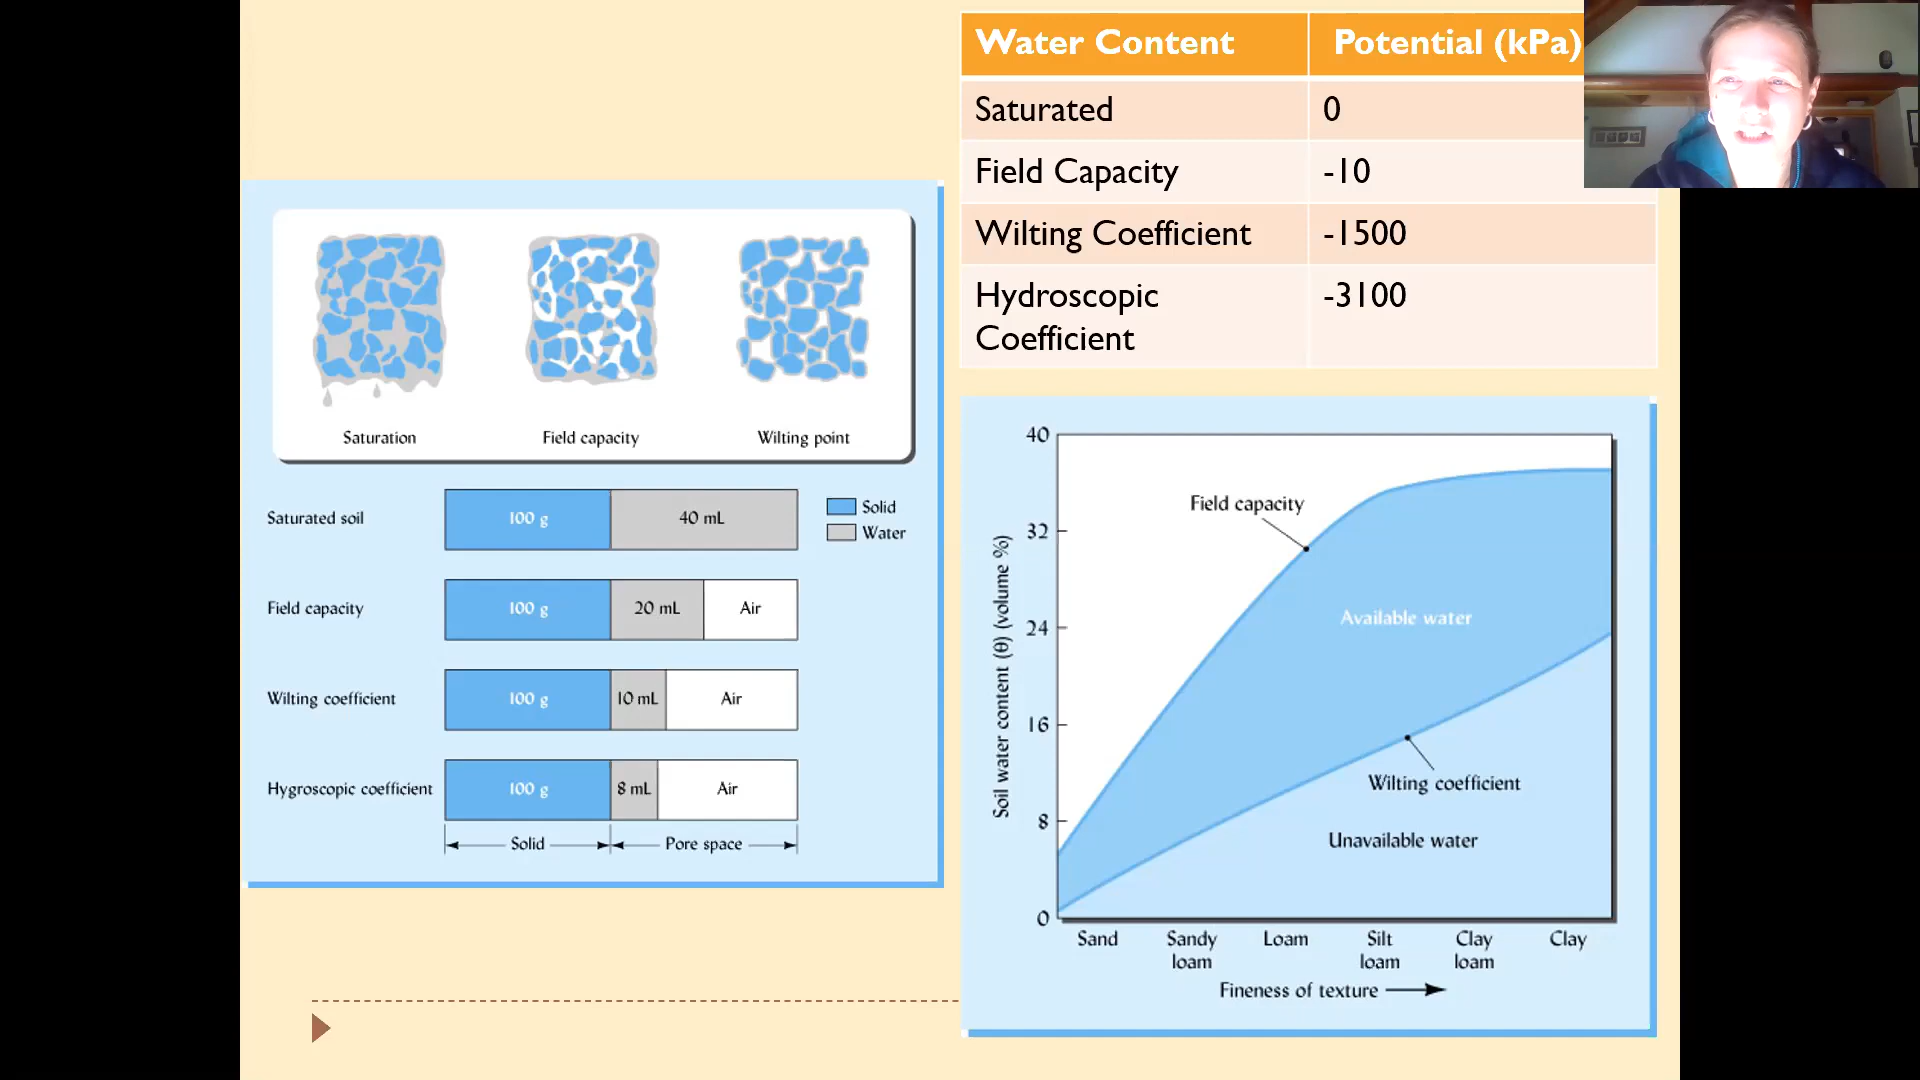 Water Content Potential (kPa)
Saturated 0
Field Capacity -10
Wilting Coefficient -1500
Hydroscopic -3100
Coefficient
Saturation Field capacity Wilting point
Saturated soil 100 g 40 mL
Solid
Water
Field capacity 100 g 20 mL Air
Wilting coefficient 100 g 10 mL Air
Hygroscopic coefficient 100 g 8 mL Air
Solid Pore space
Soil water content (θ) (volume %)
40
32
24
16
8
0
Field capacity
Available water
Wilting coefficient
Unavailable water
Sand Sandy loam Loam Silt loam Clay loam Clay
Fineness of texture